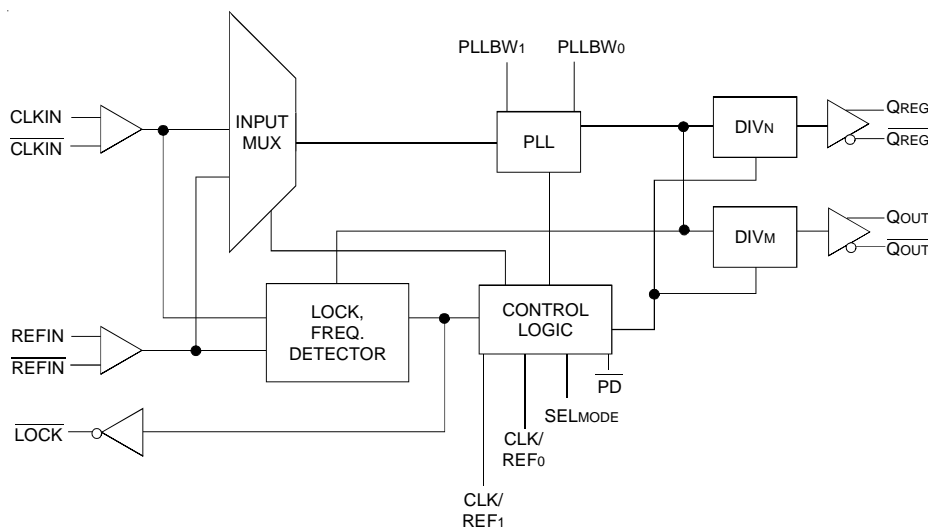 PLLBW1
PLLBW0
CLKIN
CLKIN
INPUT
MUX
PLL
DIVN
QREG
QREG
DIVM
QOUT
QOUT
LOCK,
FREQ.
DETECTOR
CONTROL
LOGIC
REFIN
REFIN
PD
SELMODE
LOCK
CLK/
REF0
CLK/
REF1